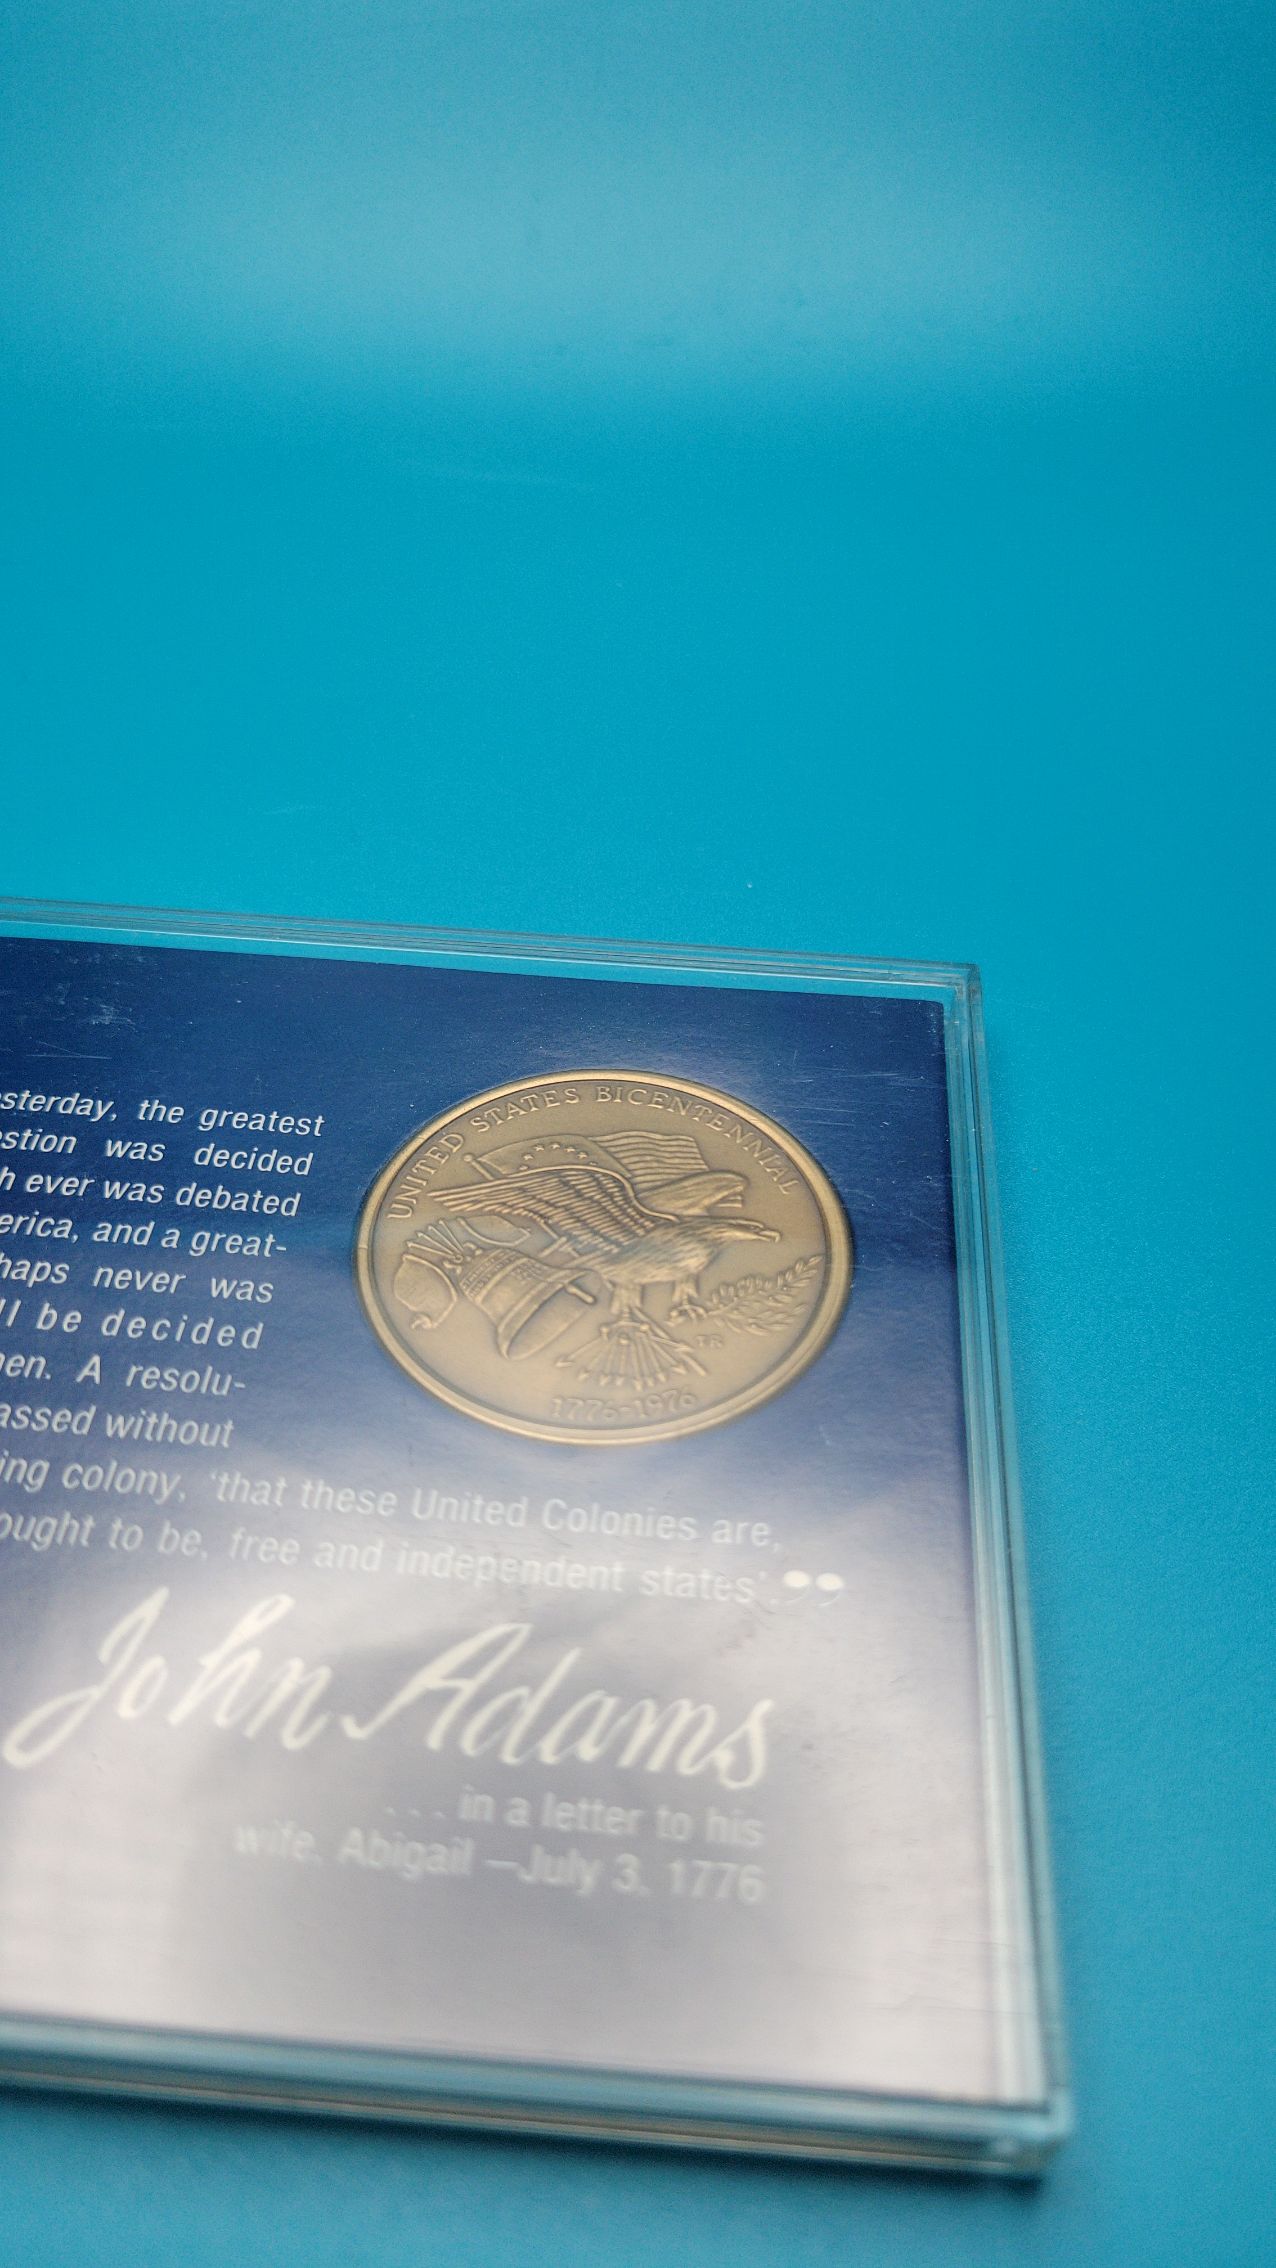 UNITED STATES BICENTENNIAL
1776-1976
sterday, the greatest
estion was decided
h ever was debated
erica, and a great-
haps never was
ll be decided
en. A resolu-
assed without
ing colony, ‘that these United Colonies are,
ought to be, free and independent states’.”
John Adams
. . . in a letter to his
wife, Abigail –July 3, 1776